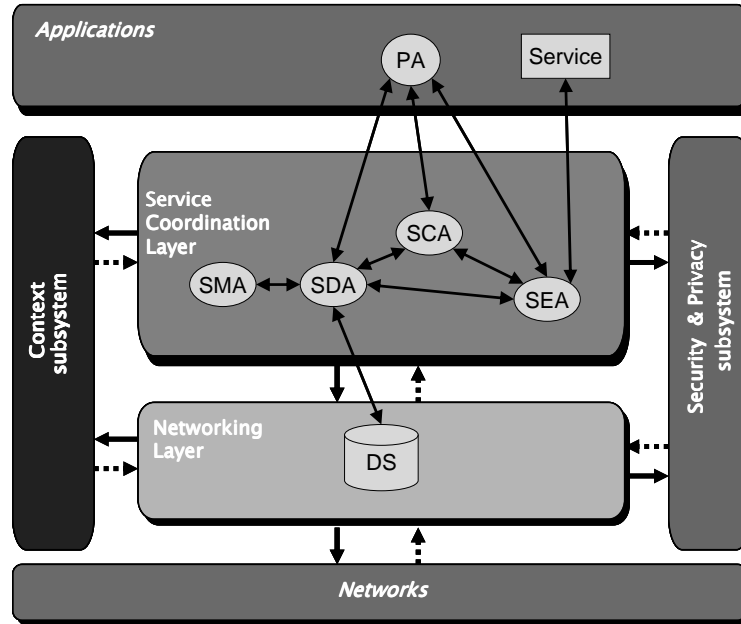 Applications
PA
Service
Service
Coordination
Layer
SCA
SMA
SDA
SEA
Context
subsystem
Security & Privacy
subsystem
Networking
Layer
DS
Networks